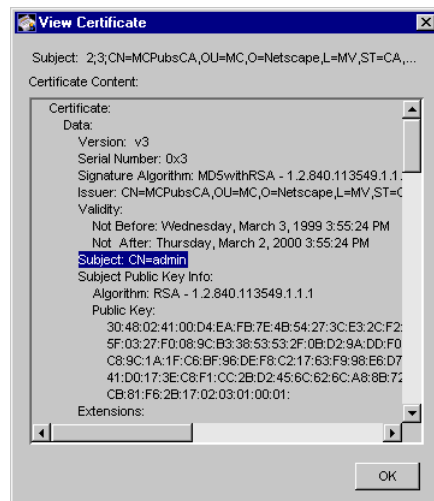 View Certificate
Subject: 2;3;CN=MCPubsCA,OU=MC,O=Netscape,L=MV,ST=CA,...
Certificate Content:
Certificate:
Data:
Version: v3
Serial Number: 0x3
Signature Algorithm: MD5withRSA - 1.2.840.113549.1.1
Issuer: CN=MCPubsCA,OU=MC,O=Netscape,L=MV,ST=C
Validity:
Not Before: Wednesday, March 3, 1999 3:55:24 PM
Not After: Thursday, March 2, 2000 3:55:24 PM
Subject: CN=admin
Subject Public Key Info:
Algorithm: RSA - 1.2.840.113549.1.1.1
Public Key:
30:48:02:41:00:D4:EA:FB:7E:4B:54:27:3C:E3:2C:F2:
5F:03:27:F0:08:9C:B3:38:53:53:2F:0B:D2:9A:DD:F0
C8:9C:1A:1F:C6:BF:96:DE:F8:C2:17:63:F9:98:E6:D7
41:D0:17:3E:C8:F1:CC:2B:D2:45:6C:62:6C:A8:8B:72
CB:81:F6:2B:17:02:03:01:00:01:
Extensions:
OK